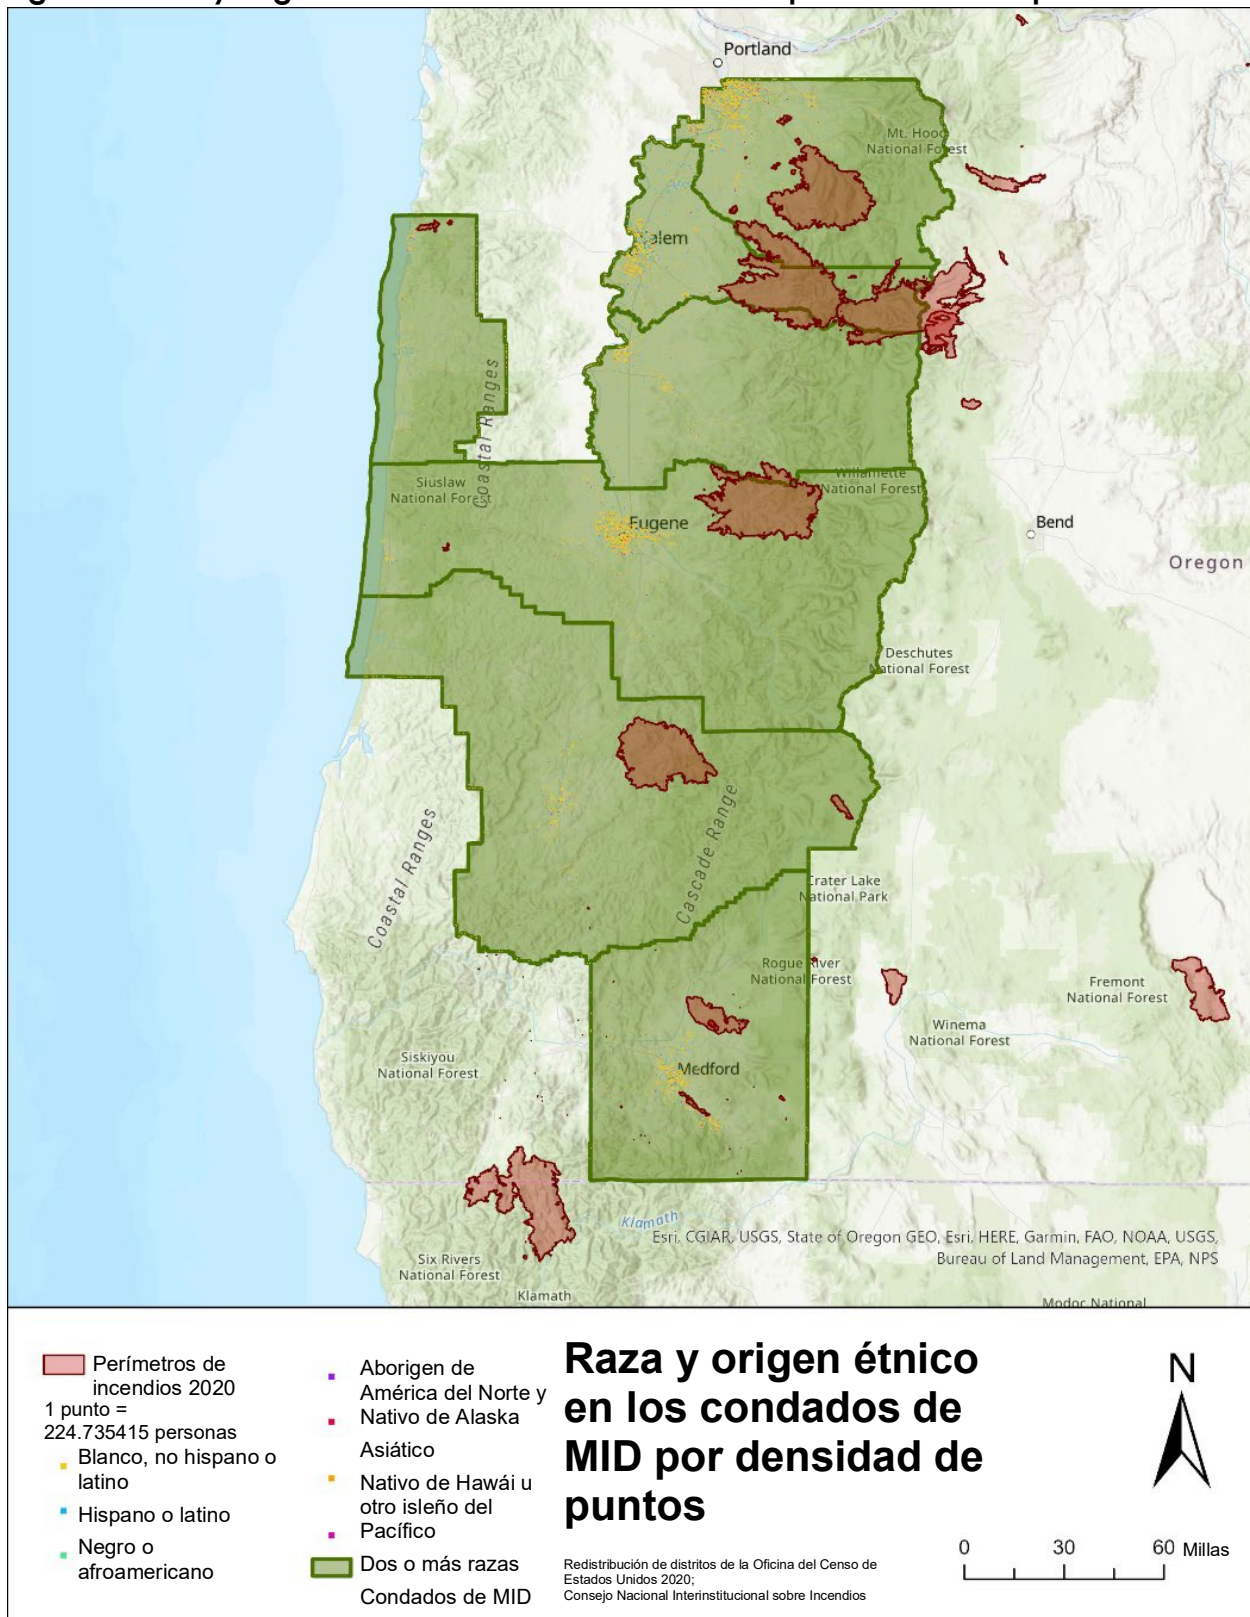 Portland
Mt. Hood
National Forest
alem
Coastal Ranges
Siuslaw
National Forest
Willamette
National Forest
Eugene
Bend
Oregon
Deschutes
National Forest
Coastal Ranges
Cascade Range
Crater Lake
National Park
Rogue River
National Forest
Fremont
National Forest
Winema
National Forest
Siskiyou
National Forest
Medford
Klamath
Esri, CGIAR, USGS, State of Oregon GEO, Esri, HERE, Garmin, FAO, NOAA, USGS,
Bureau of Land Management, EPA, NPS
Six Rivers
National Forest
Klamath
Modoc National
Perímetros de
incendios 2020
1 punto =
224.735415 personas
Blanco, no hispano o
latino
Hispano o latino
Negro o
afroamericano
Aborigen de
América del Norte y
Nativo de Alaska
Asiático
Nativo de Hawái u
otro isleño del
Pacífico
Dos o más razas
Condados de MID
Raza y origen étnico
en los condados de
MID por densidad de
puntos
Redistribución de distritos de la Oficina del Censo de
Estados Unidos 2020;
Consejo Nacional Interinstitucional sobre Incendios
N
0 30 60 Millas